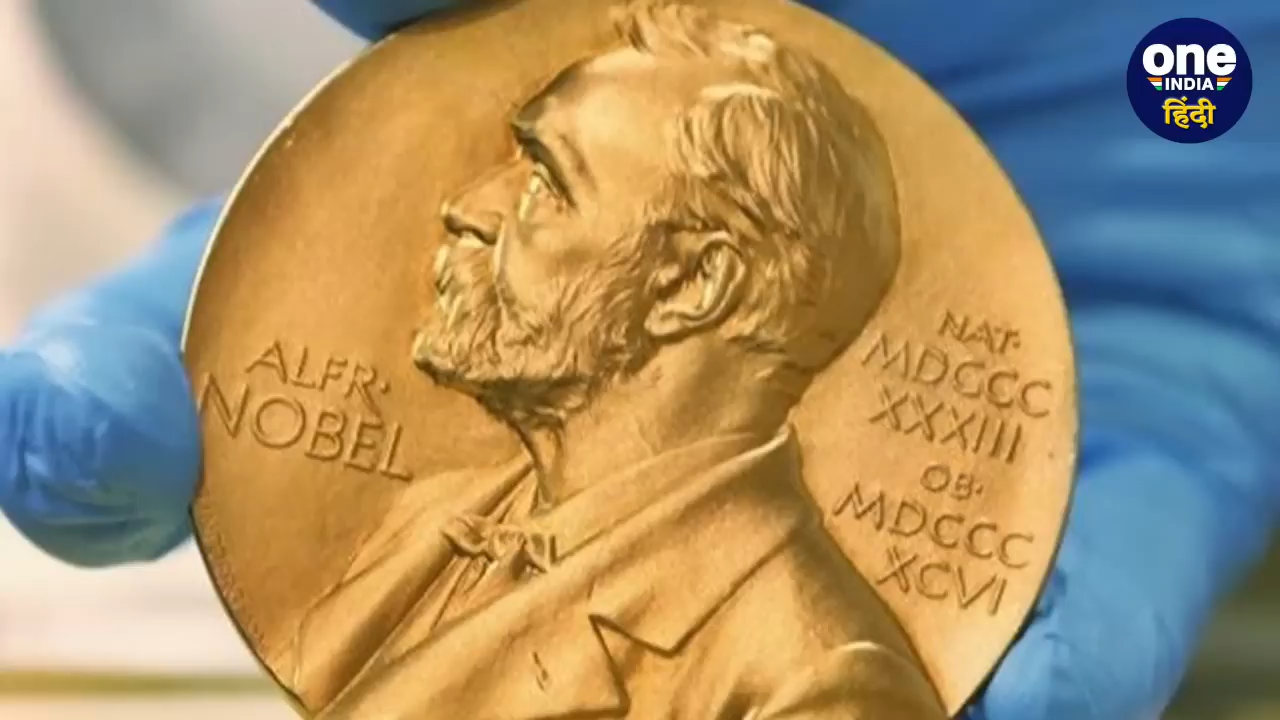 ALFR·
NOBEL
NAT·
MDCCC
XXXIII
OB·
MDCCC
XCVI
one
INDIA
हिंदी